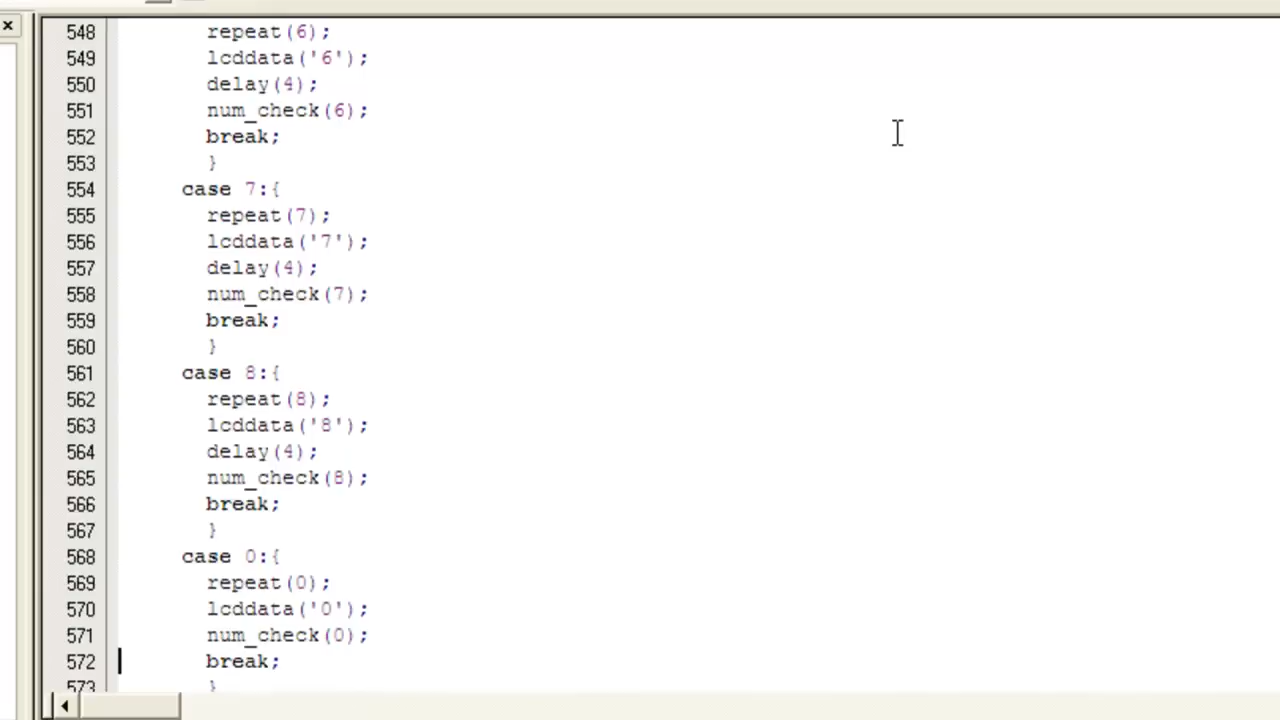 548 repeat(6);
549 lcddata('6');
550 delay(4);
551 num_check(6);
552 break;
553 }
554 case 7:{
555 repeat(7);
556 lcddata('7');
557 delay(4);
558 num_check(7);
559 break;
560 }
561 case 8:{
562 repeat(8);
563 lcddata('8');
564 delay(4);
565 num_check(8);
566 break;
567 }
568 case 0:{
569 repeat(0);
570 lcddata('0');
571 num_check(0);
572 break;
573 }